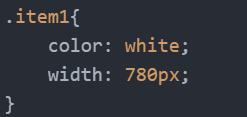 .item1{
    color: white;
    width: 780px;
}